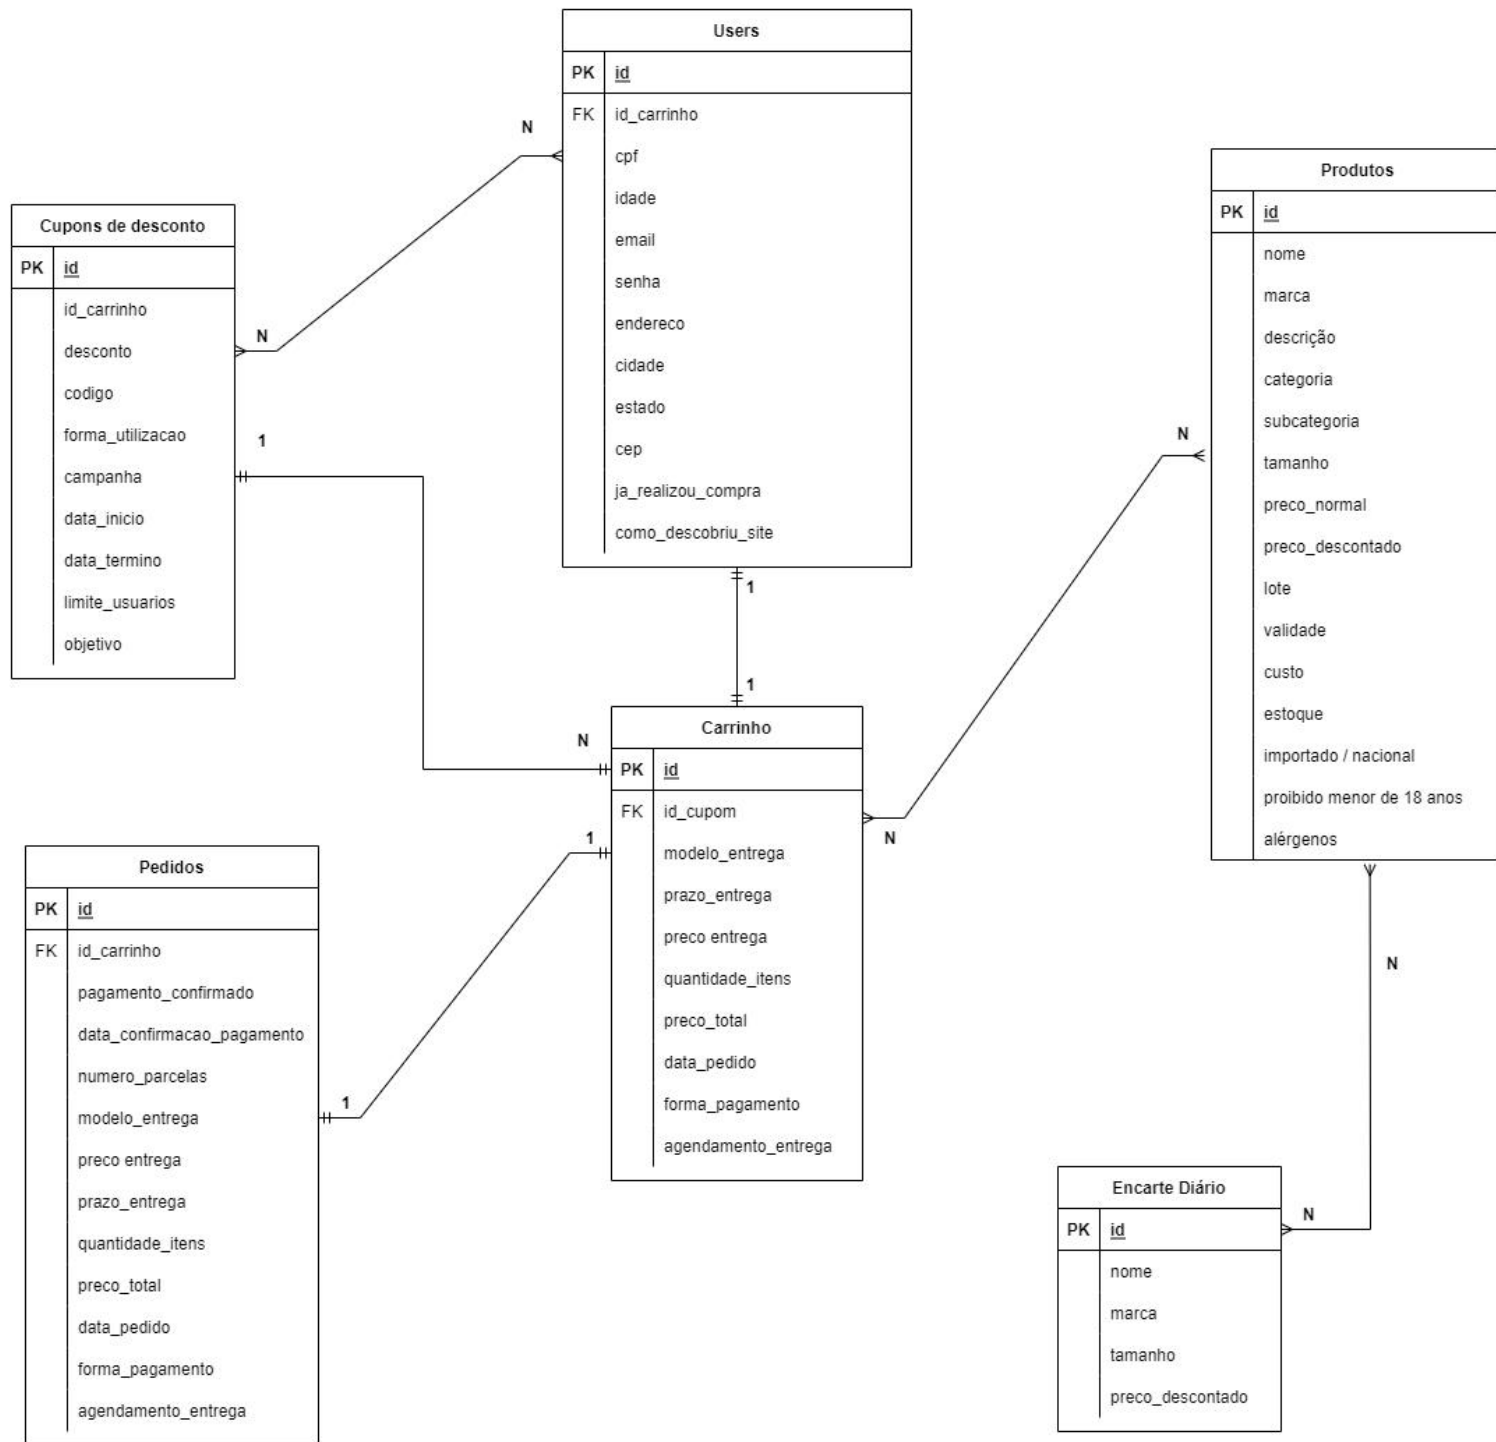 Users
PK id
FK id_carrinho
cpf
idade
email
senha
endereco
cidade
estado
cep
ja_realizou_compra
como_descobriu_site
N
N
Cupons de desconto
PK id
id_carrinho
desconto
codigo
forma_utilizacao
campanha
data_inicio
data_termino
limite_usuarios
objetivo
1
N
1
1
Produtos
PK id
nome
marca
descrição
categoria
subcategoria
tamanho
preco_normal
preco_descontado
lote
validade
custo
estoque
importado / nacional
proibido menor de 18 anos
alérgenos
N
N
Carrinho
PK id
FK id_cupom
modelo_entrega
prazo_entrega
preco entrega
quantidade_itens
preco_total
data_pedido
forma_pagamento
agendamento_entrega
1
1
Pedidos
PK id
FK id_carrinho
pagamento_confirmado
data_confirmacao_pagamento
numero_parcelas
modelo_entrega
preco entrega
prazo_entrega
quantidade_itens
preco_total
data_pedido
forma_pagamento
agendamento_entrega
N
N
Encarte Diário
PK id
nome
marca
tamanho
preco_descontado